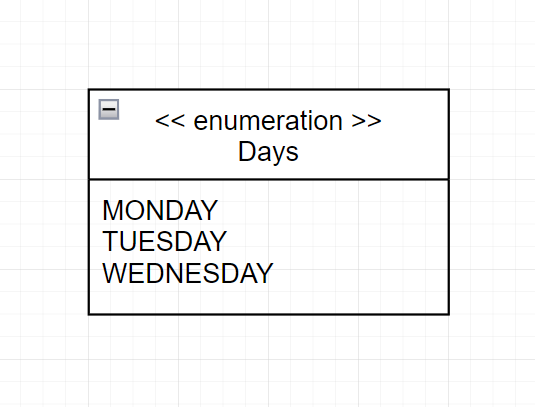 << enumeration >>
Days
MONDAY
TUESDAY
WEDNESDAY